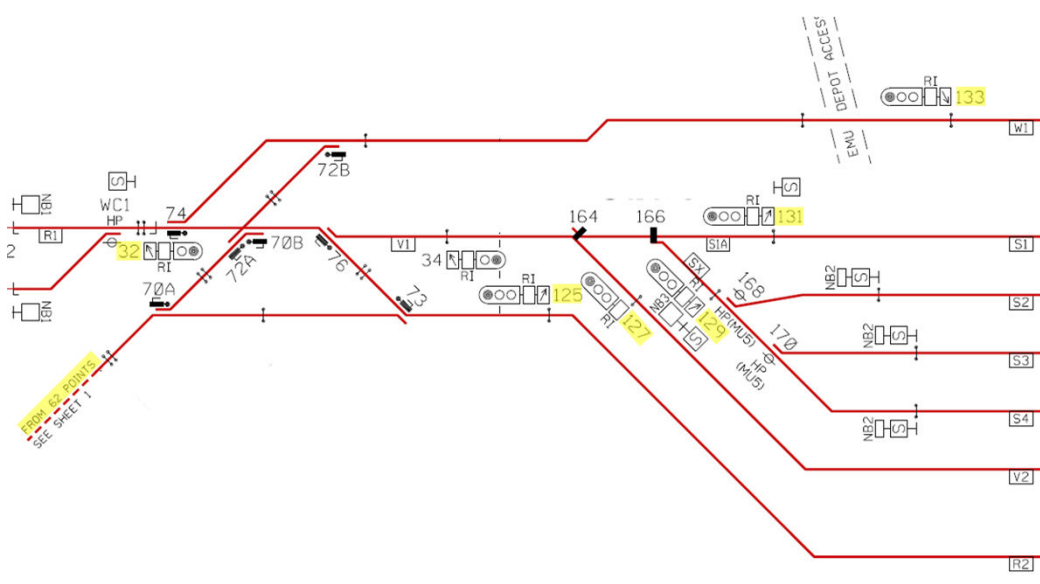 EMU DEPOT ACCESS
RI
133
W1
72B
NB1
S
WC1
HP
74
R1
2
32
RI
72A
70B
70A
76
73
V1
34
RI
RI
125
164
166
S
RI
131
S1A
S1
SX
RI
129
NB3
S
127
RI
168
HP(MU5)
NB2
S
S2
170
HP
(MU5)
NB2
S
S3
NB2
S
S4
V2
R2
NB1
FROM 62 POINTS
SEE SHEET 1